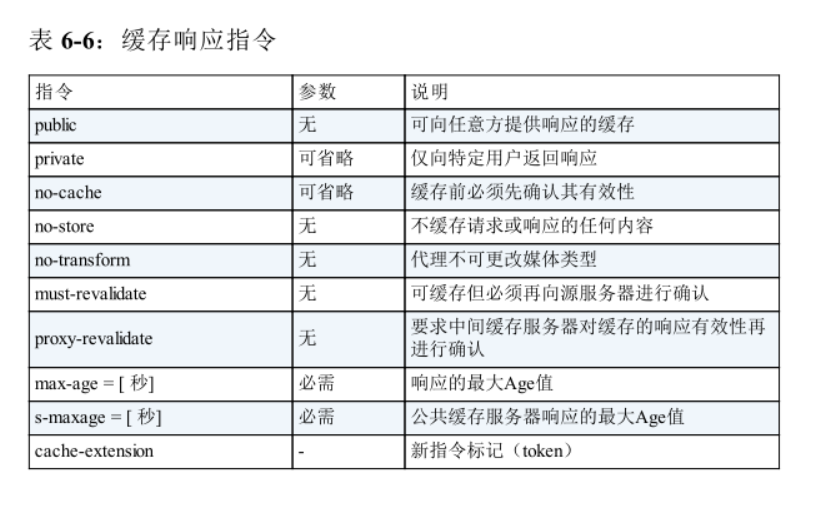 表 6-6：缓存响应指令
指令 参数 说明
public 无 可向任意方提供响应的缓存
private 可省略 仅向特定用户返回响应
no-cache 可省略 缓存前必须先确认其有效性
no-store 无 不缓存请求或响应的任何内容
no-transform 无 代理不可更改媒体类型
must-revalidate 无 可缓存但必须再向源服务器进行确认
proxy-revalidate 无 要求中间缓存服务器对缓存的响应有效性再
进行确认
max-age = [ 秒] 必需 响应的最大Age值
s-maxage = [ 秒] 必需 公共缓存服务器响应的最大Age值
cache-extension - 新指令标记（token）